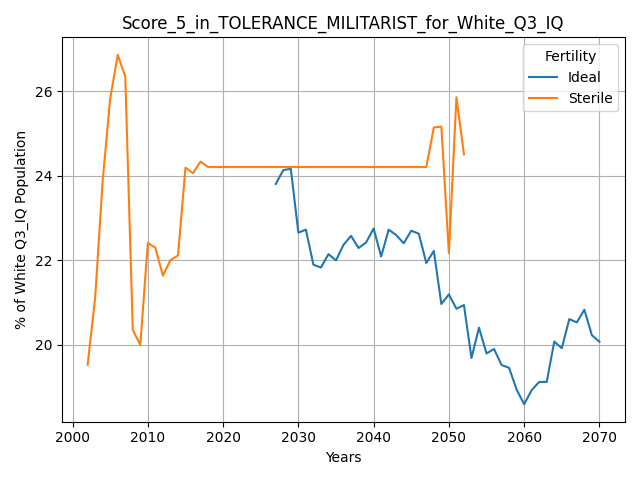 Score_5_in_TOLERANCE_MILITARIST_for_White_Q3_IQ
Fertility
Ideal
Sterile
% of White Q3_IQ Population
26
24
22
20
2000 2010 2020 2030 2040 2050 2060 2070
Years